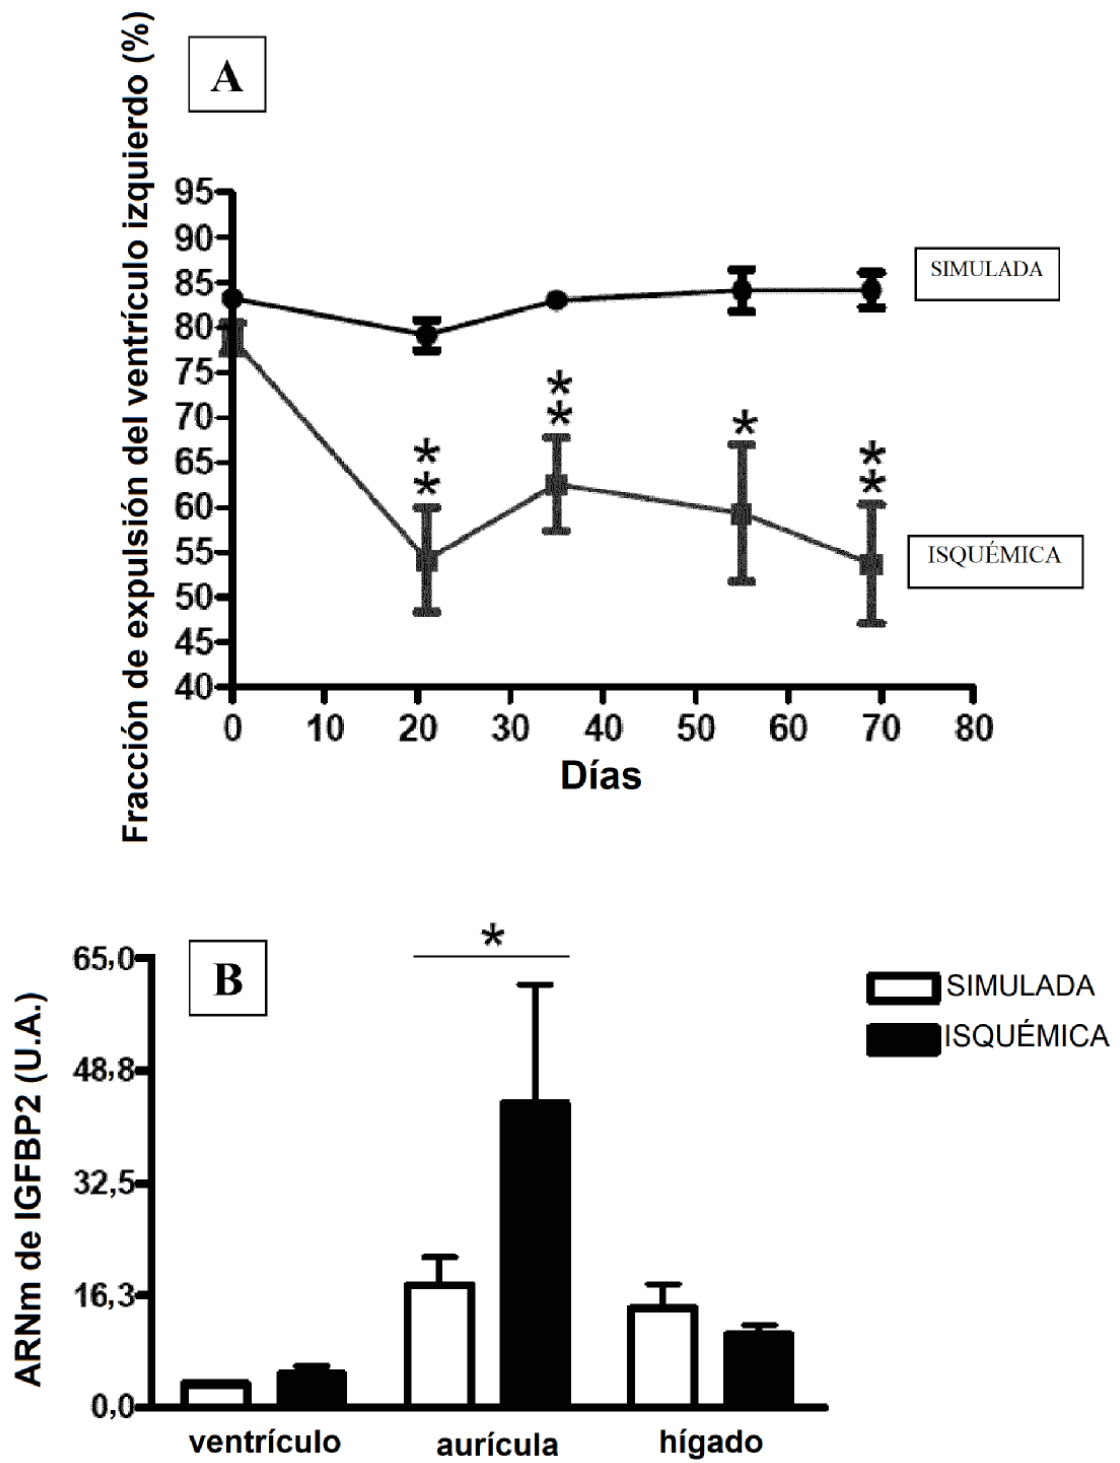 A
Fracción de expulsión del ventrículo izquierdo (%)
95
90
85
80
75
70
65
60
55
50
45
40
SIMULADA
ISQUÉMICA
*
*
*
*
*
*
*
0 10 20 30 40 50 60 70 80
Días
B
ARNm de IGFBP2 (U.A.)
65,0
48,8
32,5
16,3
0,0
*
SIMULADA
ISQUÉMICA
ventrículo aurícula hígado